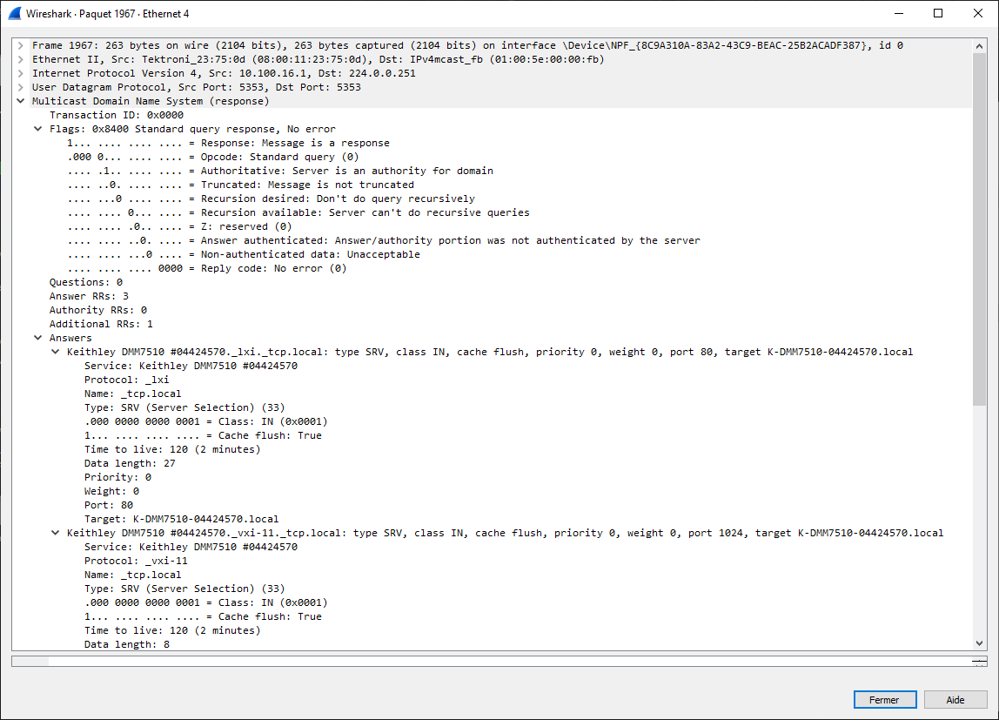 Wireshark · Paquet 1967 · Ethernet 4
Frame 1967: 263 bytes on wire (2104 bits), 263 bytes captured (2104 bits) on interface \Device\NPF_{8C9A310A-83A2-43C9-BEAC-25B2ACADF387}, id 0
Ethernet II, Src: Tektroni_23:75:0d (08:00:11:23:75:0d), Dst: IPv4mcast_fb (01:00:5e:00:00:fb)
Internet Protocol Version 4, Src: 10.100.16.1, Dst: 224.0.0.251
User Datagram Protocol, Src Port: 5353, Dst Port: 5353
Multicast Domain Name System (response)
Transaction ID: 0x0000
Flags: 0x8400 Standard query response, No error
1... .... .... .... = Response: Message is a response
.000 0... .... .... = Opcode: Standard query (0)
.... .1.. .... .... = Authoritative: Server is an authority for domain
.... ..0. .... .... = Truncated: Message is not truncated
.... ...0 .... .... = Recursion desired: Don't do query recursively
.... .... 0... .... = Recursion available: Server can't do recursive queries
.... .... .0.. .... = Z: reserved (0)
.... .... ..0. .... = Answer authenticated: Answer/authority portion was not authenticated by the server
.... .... ...0 .... = Non-authenticated data: Unacceptable
.... .... .... 0000 = Reply code: No error (0)
Questions: 0
Answer RRs: 3
Authority RRs: 0
Additional RRs: 1
Answers
Keithley DMM7510 #04424570._lxi._tcp.local: type SRV, class IN, cache flush, priority 0, weight 0, port 80, target K-DMM7510-04424570.local
Service: Keithley DMM7510 #04424570
Protocol: _lxi
Name: _tcp.local
Type: SRV (Server Selection) (33)
.000 0000 0000 0001 = Class: IN (0x0001)
1... .... .... .... = Cache flush: True
Time to live: 120 (2 minutes)
Data length: 27
Priority: 0
Weight: 0
Port: 80
Target: K-DMM7510-04424570.local
Keithley DMM7510 #04424570._vxi-11._tcp.local: type SRV, class IN, cache flush, priority 0, weight 0, port 1024, target K-DMM7510-04424570.local
Service: Keithley DMM7510 #04424570
Protocol: _vxi-11
Name: _tcp.local
Type: SRV (Server Selection) (33)
.000 0000 0000 0001 = Class: IN (0x0001)
1... .... .... .... = Cache flush: True
Time to live: 120 (2 minutes)
Data length: 8
Fermer
Aide